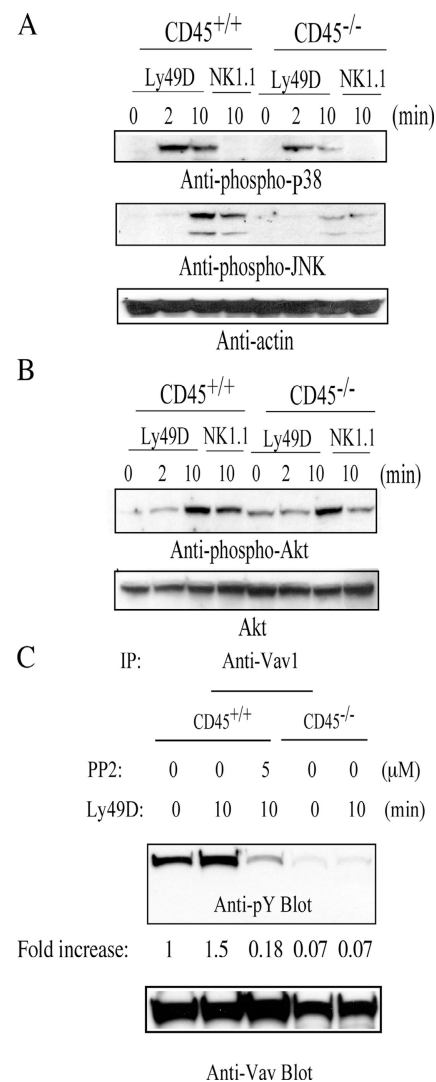 A
CD45+/+ CD45-/-
Ly49D NK1.1 Ly49D NK1.1
0 2 10 10 0 2 10 10 (min)
Anti-phospho-p38
Anti-phospho-JNK
Anti-actin
B
CD45+/+ CD45-/-
Ly49D NK1.1 Ly49D NK1.1
0 2 10 10 0 2 10 10 (min)
Anti-phospho-Akt
Akt
C
IP: Anti-Vav1
CD45+/+ CD45-/-
PP2: 0 0 5 0 0 (μM)
Ly49D: 0 10 10 0 10 (min)
Anti-pY Blot
Fold increase: 1 1.5 0.18 0.07 0.07
Anti-Vav Blot